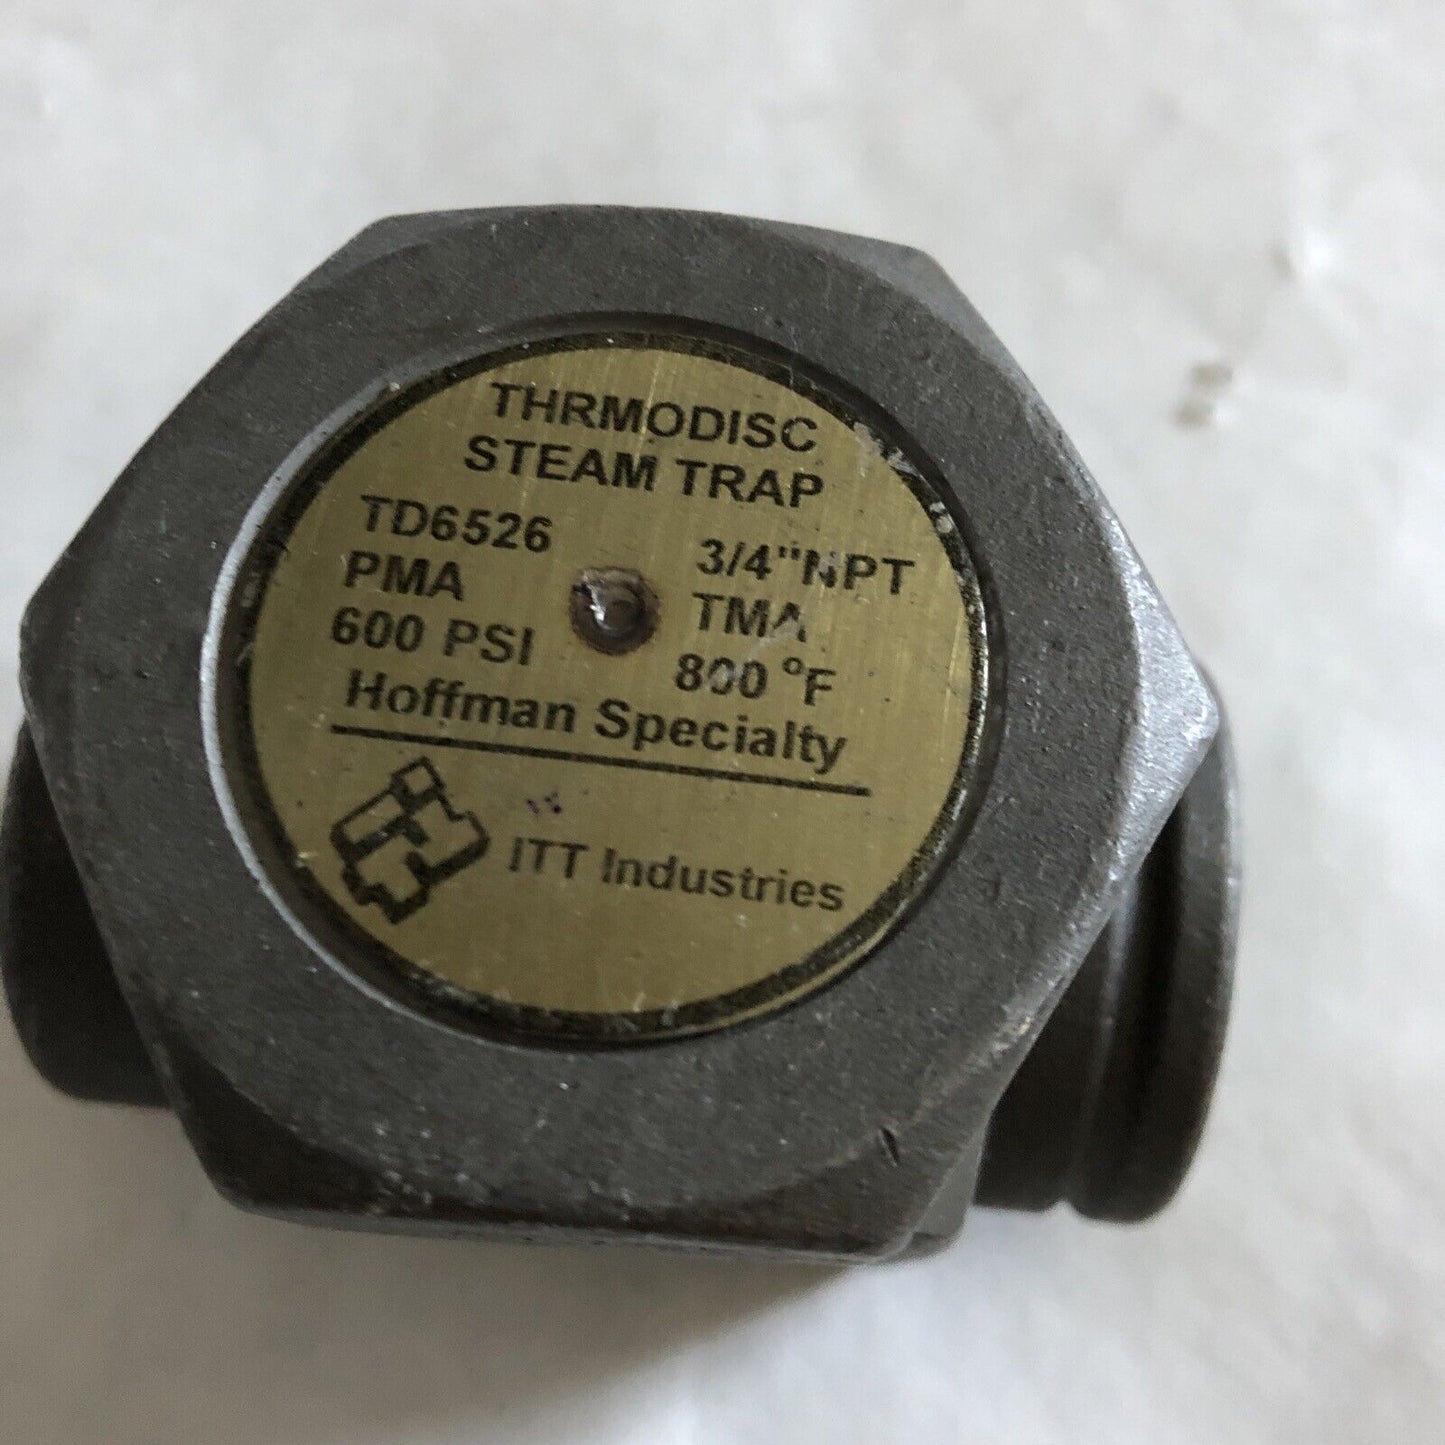 THRMODISC
STEAM TRAP
TD6526 3/4"NPT
PMA TMA
600 PSI 800 °F
Hoffman Specialty
ITT Industries